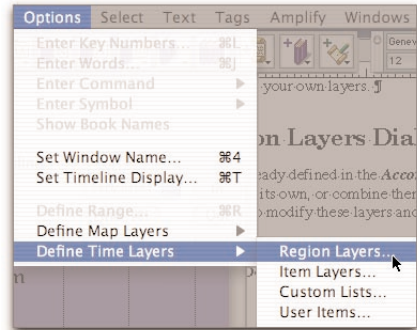 Options Select Text Tags Amplify Windows
Enter Key Numbers... ⌘L
Enter Words... ⌘J
Enter Command ▶
Enter Symbol ▶
Show Book Names
Set Window Name... ⌘4
Set Timeline Display... ⌘T
Define Range... ⌘R
Define Map Layers ▶
Define Time Layers ▶
Region Layers...
Item Layers...
Custom Lists...
User Items...
Genev
12
your own layers. ¶
on Layers Dia
eady defined in the Acco
its own, or combine then
modify these layers and